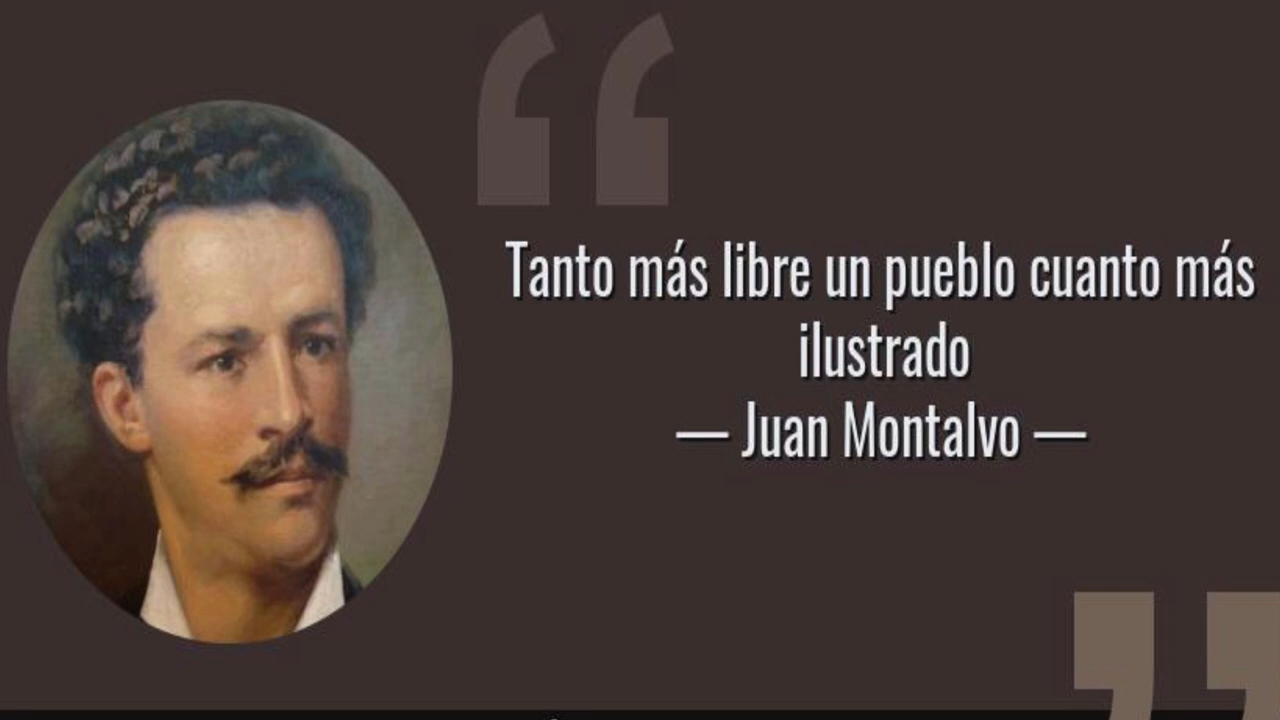 Tanto más libre un pueblo cuanto más
ilustrado
— Juan Montalvo —